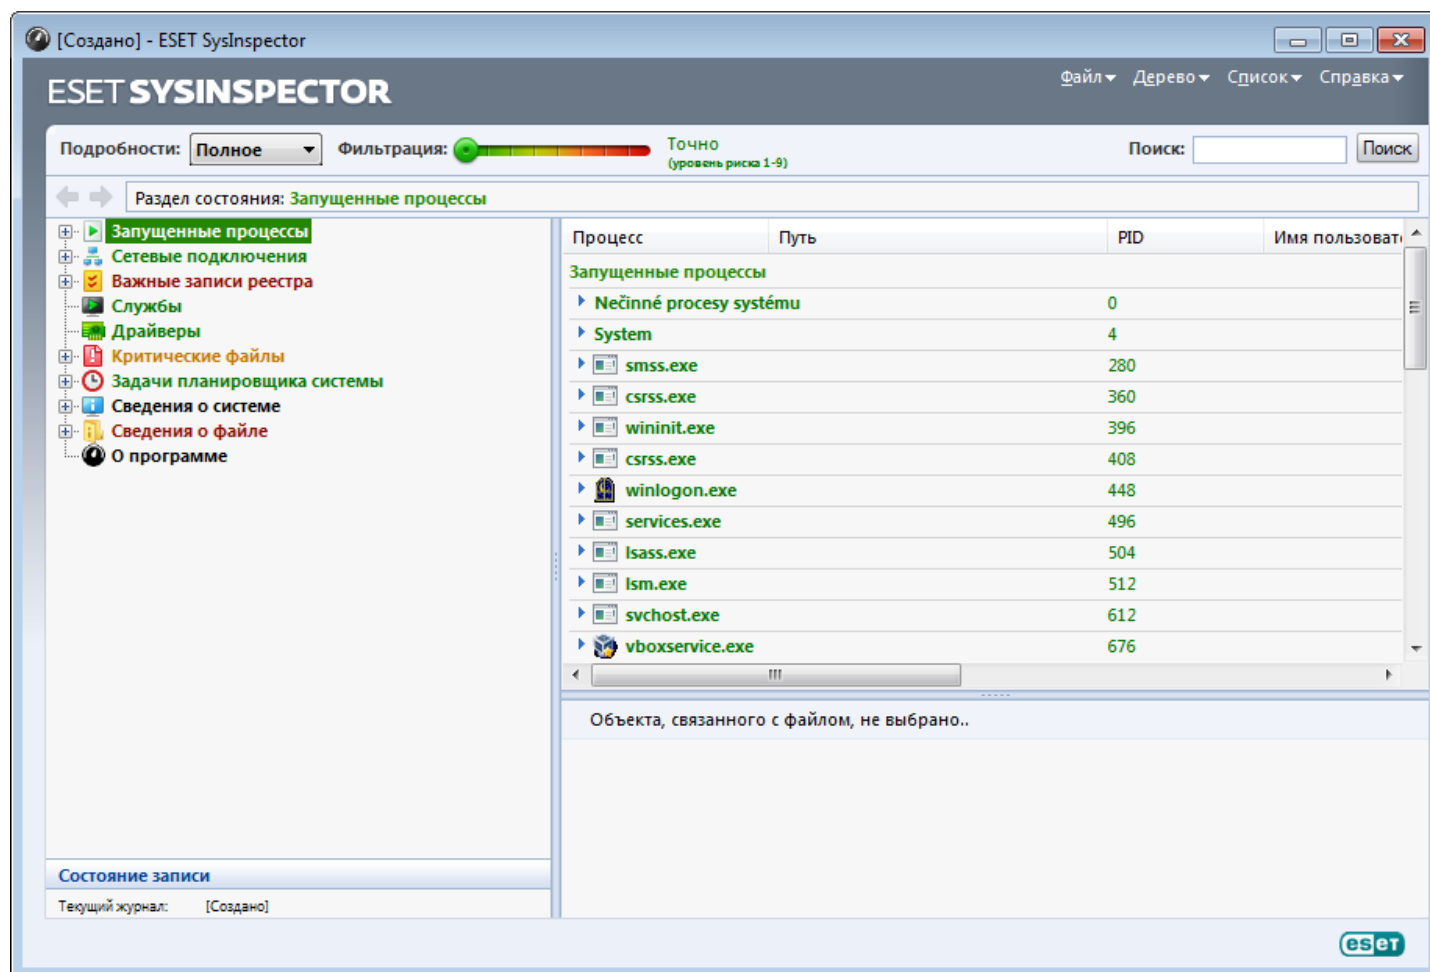 [Создано] - ESET SysInspector
ESET SYSINSPECTOR
Файл Дерево Список Справка
Подробности: Полное Фильтрация: Точно Поиск: Поиск
(уровень риска 1-9)
Раздел состояния: Запущенные процессы
Запущенные процессы
Сетевые подключения
Важные записи реестра
Службы
Драйверы
Критические файлы
Задачи планировщика системы
Сведения о системе
Сведения о файле
О программе
Процесс Путь PID Имя пользоват
Запущенные процессы
Nečinné procesy systému 0
System 4
smss.exe 280
csrss.exe 360
wininit.exe 396
csrss.exe 408
winlogon.exe 448
services.exe 496
lsass.exe 504
lsm.exe 512
svchost.exe 612
vboxservice.exe 676
Объекта, связанного с файлом, не выбрано..
Состояние записи
Текущий журнал: [Создано]
eset